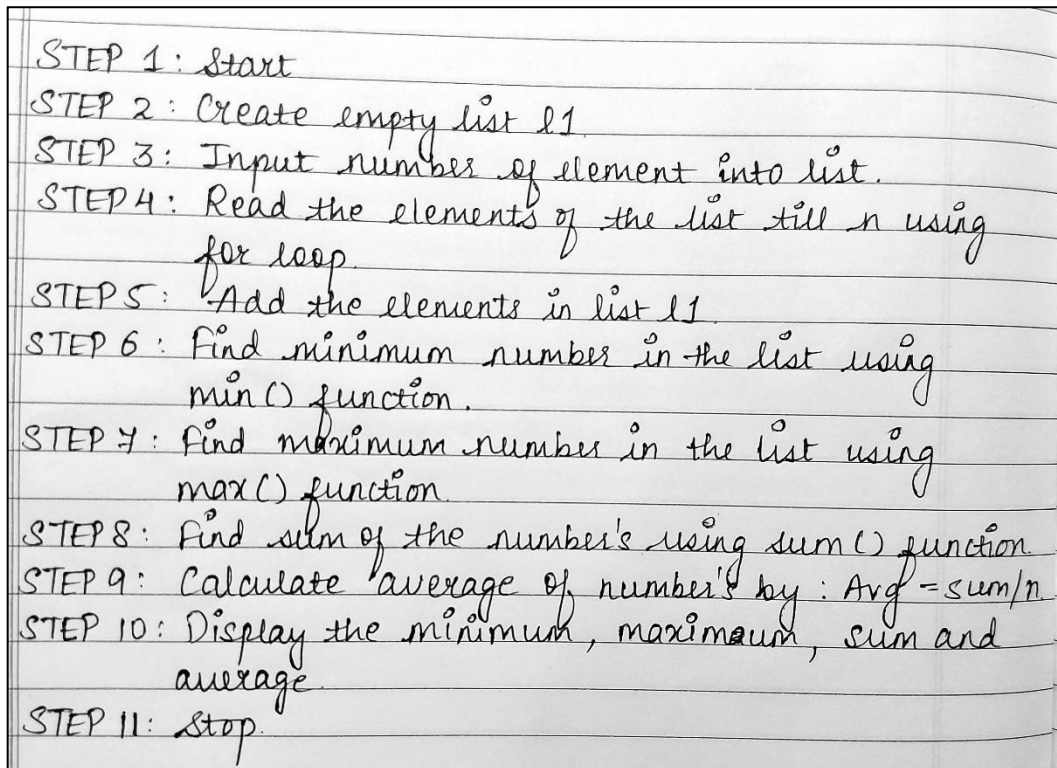 STEP 1: Start
STEP 2: Create empty list l1
STEP 3: Input number of element into list.
STEP 4: Read the elements of the list till n using
for loop.
STEP 5: Add the elements in list l1
STEP 6: Find minimum number in the list using
min() function.
STEP 7: Find maximum number in the list using
max() function.
STEP 8: Find sum of the number's using sum() function.
STEP 9: Calculate average of number's by : Avg = sum/n
STEP 10: Display the minimum, maximaum, sum and
average.
STEP 11: Stop.